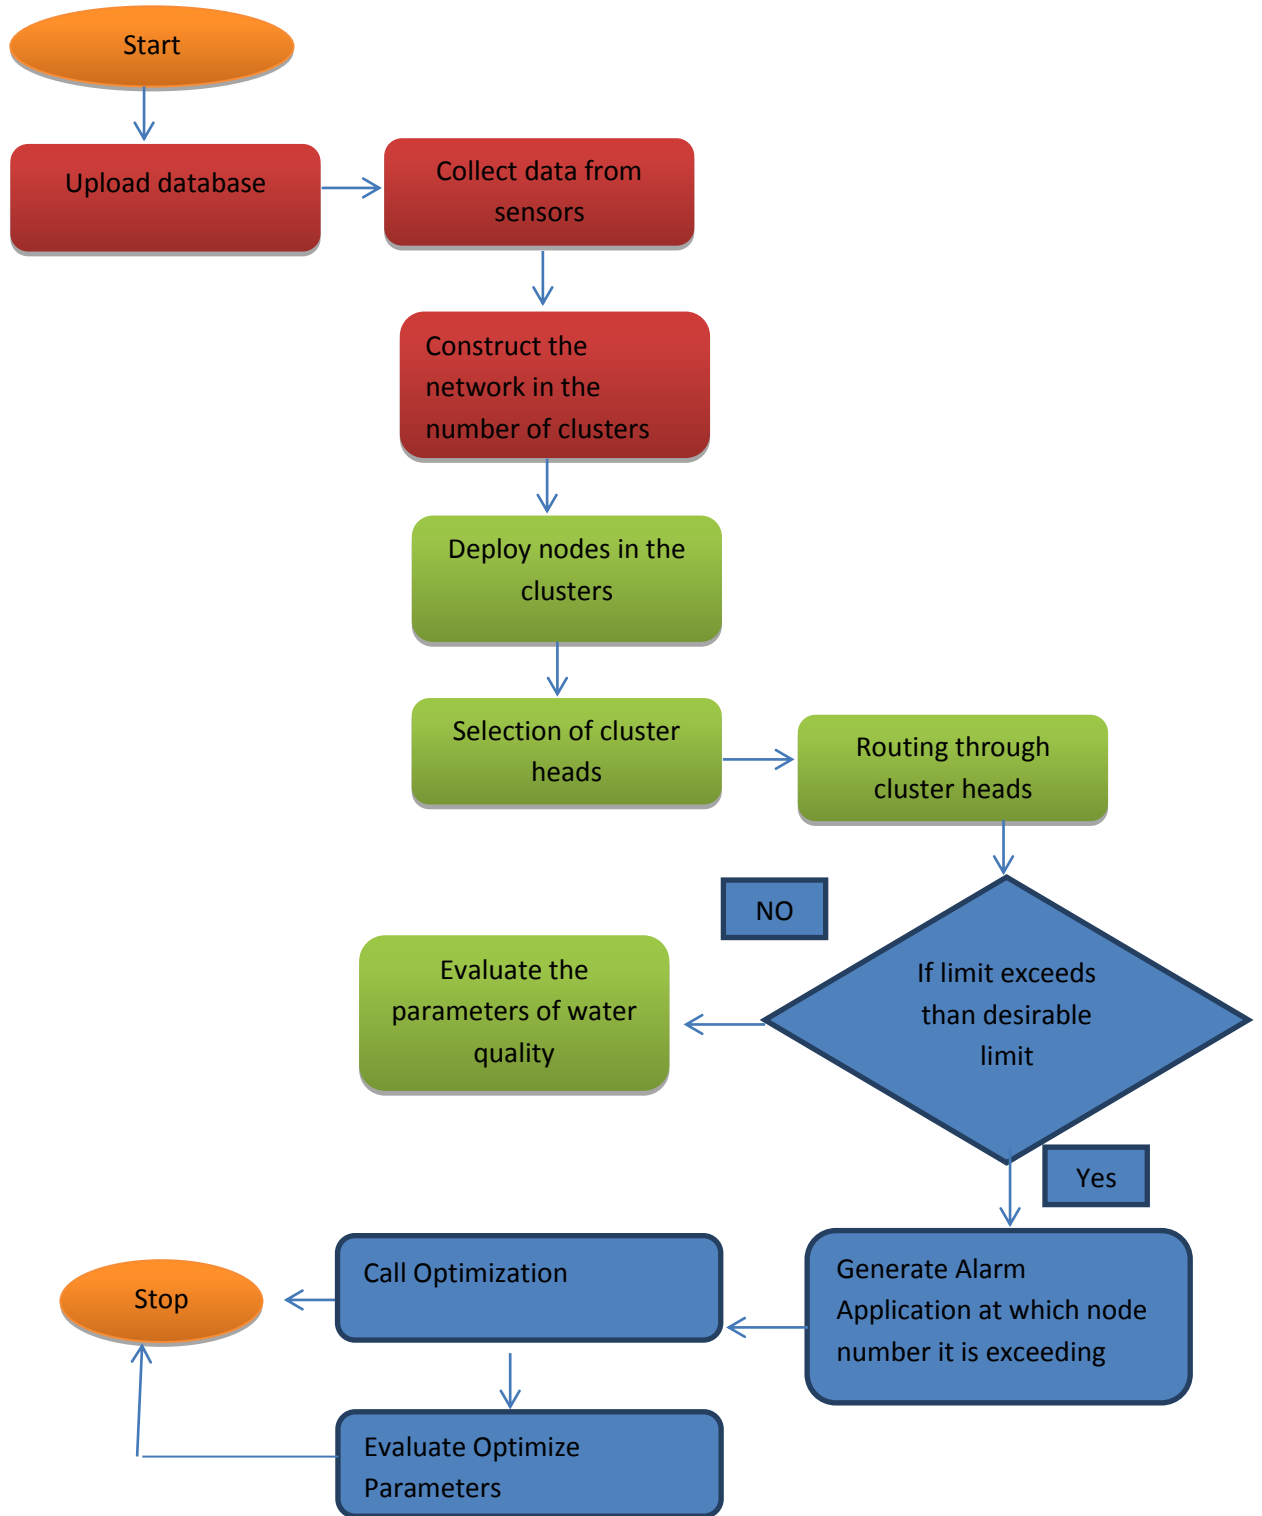 Start
Upload database
Collect data from
sensors
Construct the
network in the
number of clusters
Deploy nodes in the
clusters
Selection of cluster
heads
Routing through
cluster heads
NO
If limit exceeds
than desirable
limit
Evaluate the
parameters of water
quality
Yes
Generate Alarm
Application at which node
number it is exceeding
Call Optimization
Stop
Evaluate Optimize
Parameters